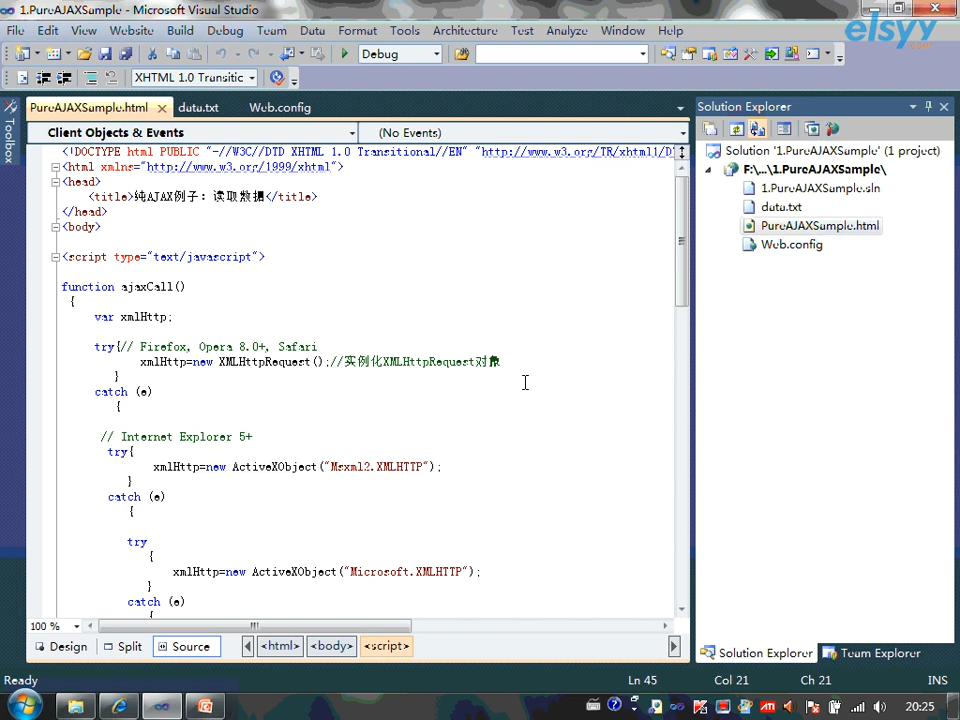 1.PureAJAXSample - Microsoft Visual Studio
File Edit View Website Build Debug Team Data Format Tools Architecture Test Analyze Window Help
elsyy
.com
Debug
XHTML 1.0 Transitic
Toolbox
PureAJAXSample.html data.txt Web.config
Client Objects & Events (No Events)
<!DOCTYPE html PUBLIC "-//W3C//DTD XHTML 1.0 Transitional//EN" "http://www.w3.org/TR/xhtml1/D
<html xmlns="http://www.w3.org/1999/xhtml">
<head>
<title>纯AJAX例子：读取数据</title>
</head>
<body>
<script type="text/javascript">
function ajaxCall()
{
var xmlHttp;
try{// Firefox, Opera 8.0+, Safari
xmlHttp=new XMLHttpRequest();//实例化XMLHttpRequest对象
}
catch (e)
{
// Internet Explorer 5+
try{
xmlHttp=new ActiveXObject("Msxml2.XMLHTTP");
}
catch (e)
{
try
{
xmlHttp=new ActiveXObject("Microsoft.XMLHTTP");
}
catch (e)
{
100 %
Design Split Source <html> <body> <script>
Solution Explorer
Solution '1.PureAJAXSample' (1 project)
F:\...\1.PureAJAXSample\
1.PureAJAXSample.sln
data.txt
PureAJAXSample.html
Web.config
Solution Explorer Team Explorer
Ready Ln 45 Col 21 Ch 21 INS
20:25